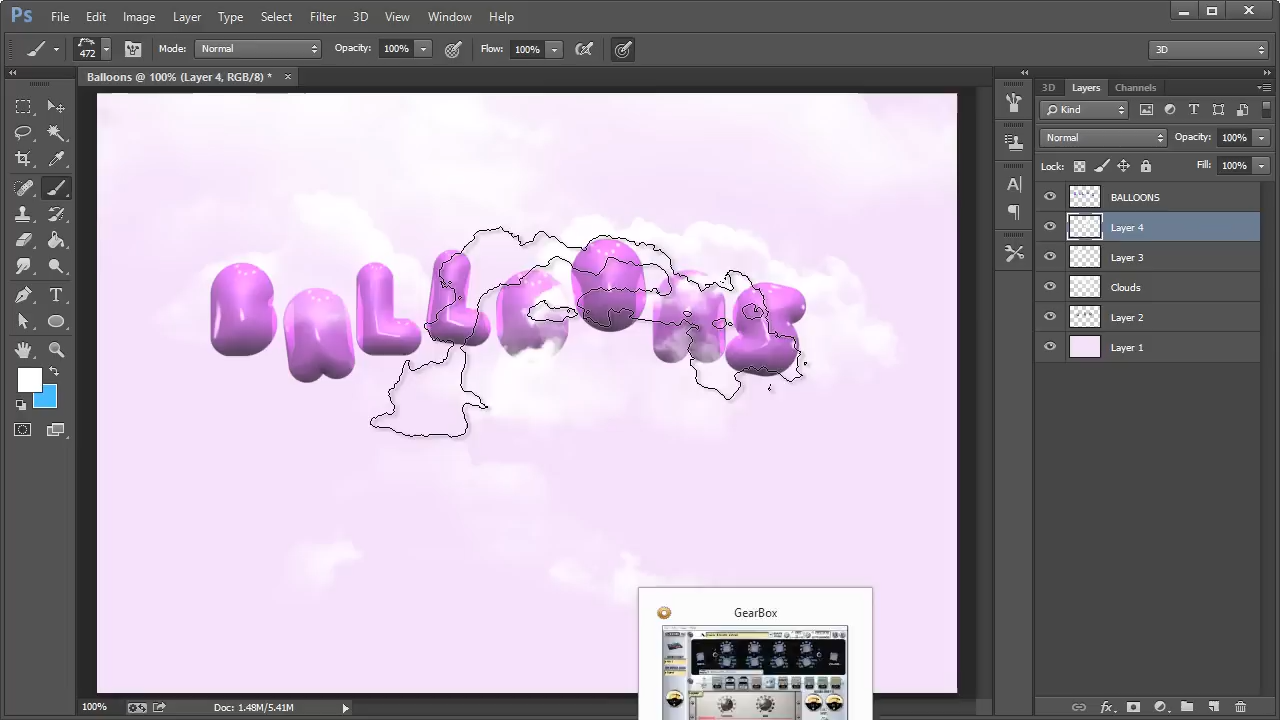 Ps File Edit Image Layer Type Select Filter 3D View Window Help
472 Mode: Normal Opacity: 100% Flow: 100% 3D
Balloons @ 100% (Layer 4, RGB/8) * ×
3D Layers Channels
Kind
Normal Opacity: 100%
Lock: Fill: 100%
BALLOONS
Layer 4
Layer 3
Clouds
Layer 2
Layer 1
BALLOONS
GearBox
100% Doc: 1.48M/5.41M